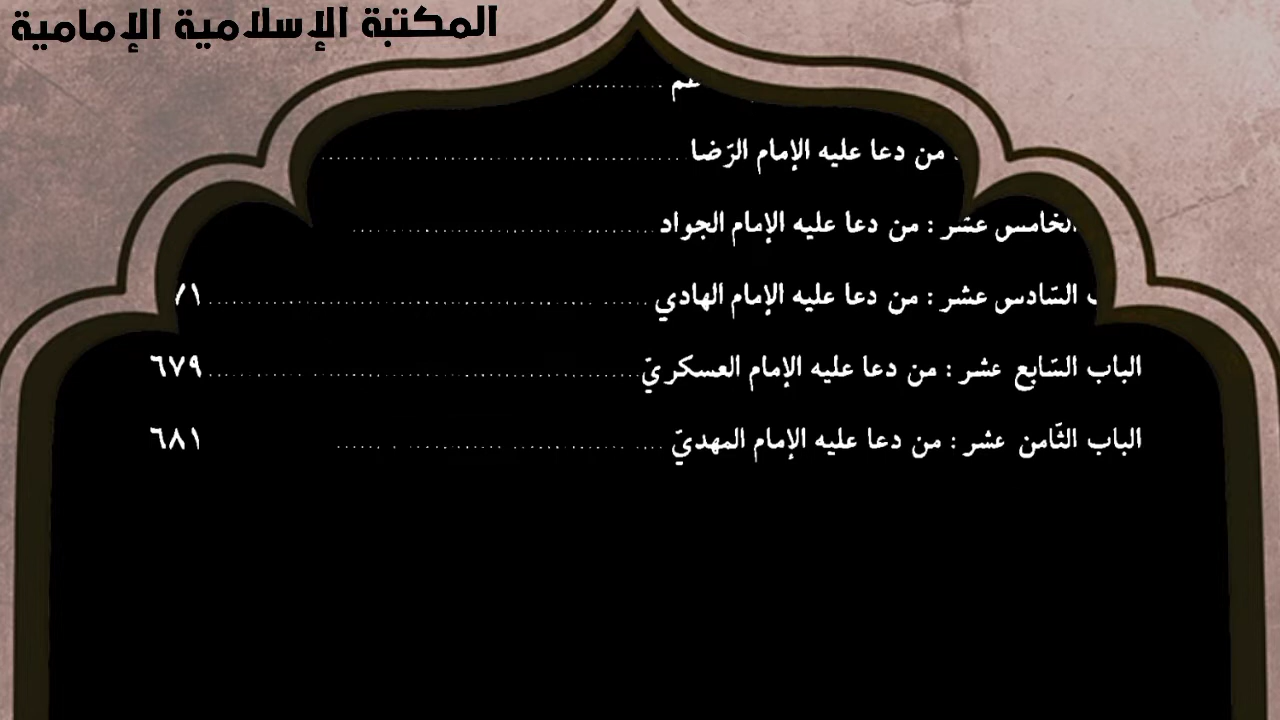 المكتبة الإسلامية الإمامية
من دعا عليه الإمام الرّضا
الخامس عشر : من دعا عليه الإمام الجواد
السّادس عشر : من دعا عليه الإمام الهادي
الباب السّابع عشر : من دعا عليه الإمام العسكريّ ٦٧٩
الباب الثّامن عشر : من دعا عليه الإمام المهديّ ٦٨١